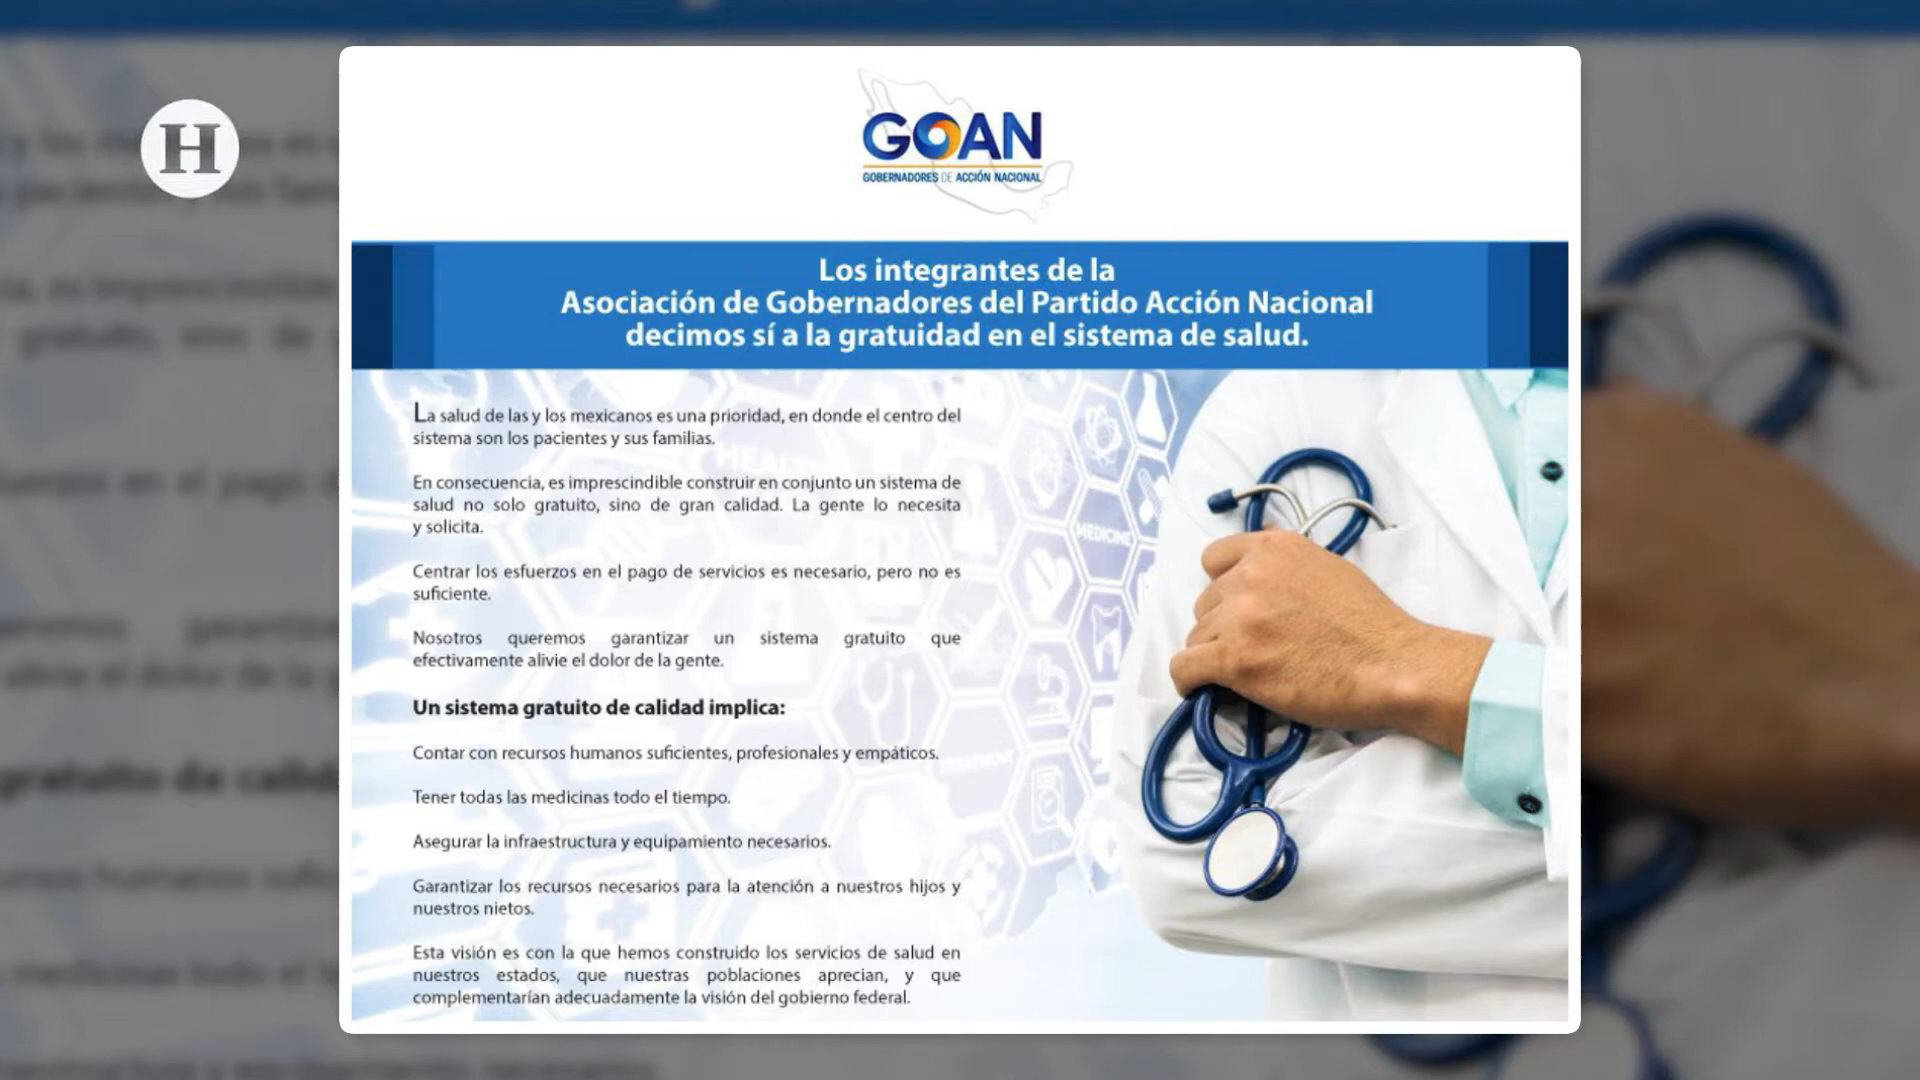 H
GOAN
GOBERNADORES DE ACCIÓN NACIONAL
Los integrantes de la
Asociación de Gobernadores del Partido Acción Nacional
decimos sí a la gratuidad en el sistema de salud.
La salud de las y los mexicanos es una prioridad, en donde el centro del
sistema son los pacientes y sus familias.
En consecuencia, es imprescindible construir en conjunto un sistema de
salud no solo gratuito, sino de gran calidad. La gente lo necesita
y solicita.
Centrar los esfuerzos en el pago de servicios es necesario, pero no es
suficiente.
Nosotros queremos garantizar un sistema gratuito que
efectivamente alivie el dolor de la gente.
Un sistema gratuito de calidad implica:
Contar con recursos humanos suficientes, profesionales y empáticos.
Tener todas las medicinas todo el tiempo.
Asegurar la infraestructura y equipamiento necesarios.
Garantizar los recursos necesarios para la atención a nuestros hijos y
nuestros nietos.
Esta visión es con la que hemos construido los servicios de salud en
nuestros estados, que nuestras poblaciones aprecian, y que
complementarían adecuadamente la visión del gobierno federal.
HEALTH
MEDICINE